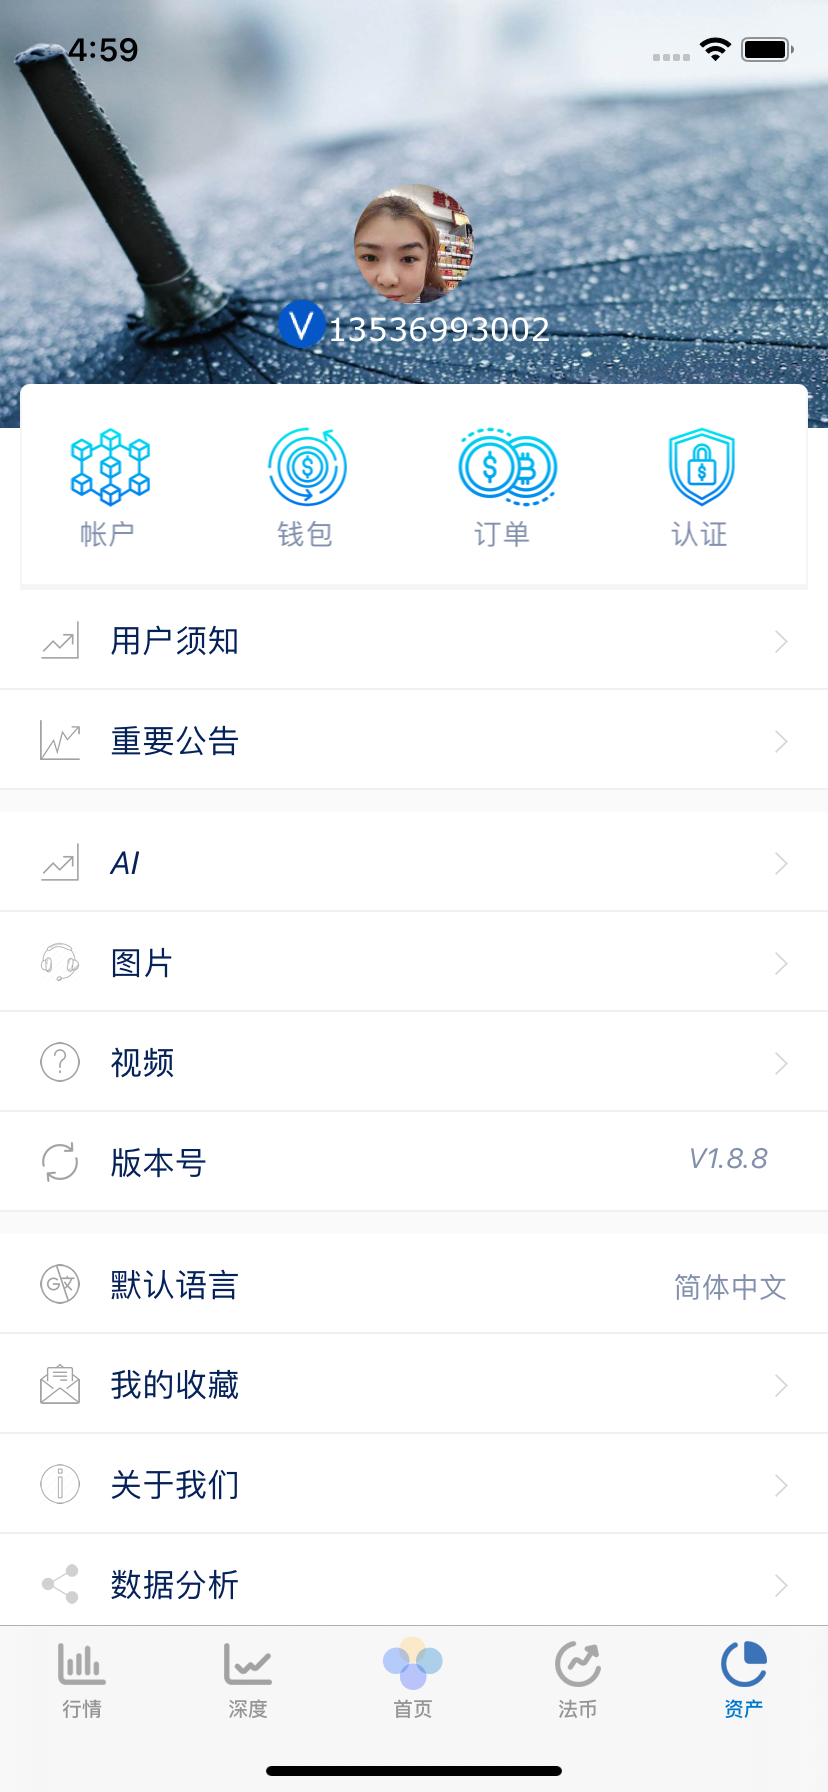 4:59
V 13536993002
帐户 钱包 订单 认证
用户须知
重要公告
AI
图片
视频
版本号 V1.8.8
默认语言 简体中文
我的收藏
关于我们
数据分析
行情 深度 首页 法币 资产